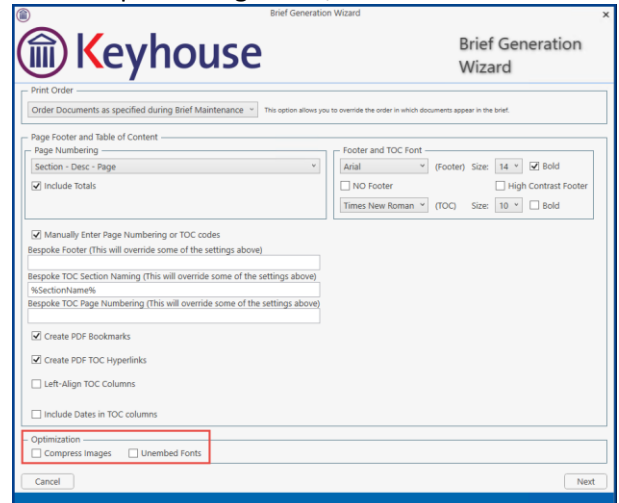 Brief Generation Wizard
Keyhouse
Brief Generation
Wizard
Print Order
Order Documents as specified during Brief Maintenance
This option allows you to override the order in which documents appear in the brief.
Page Footer and Table of Content
Page Numbering
Section - Desc - Page
Include Totals
Footer and TOC Font
Arial (Footer) Size: 14 Bold
NO Footer High Contrast Footer
Times New Roman (TOC) Size: 10 Bold
Manually Enter Page Numbering or TOC codes
Bespoke Footer (This will override some of the settings above)
Bespoke TOC Section Naming (This will override some of the settings above)
%SectionName%
Bespoke TOC Page Numbering (This will override some of the settings above)
Create PDF Bookmarks
Create PDF TOC Hyperlinks
Left-Align TOC Columns
Include Dates in TOC columns
Optimization
Compress Images Unembed Fonts
Cancel Next